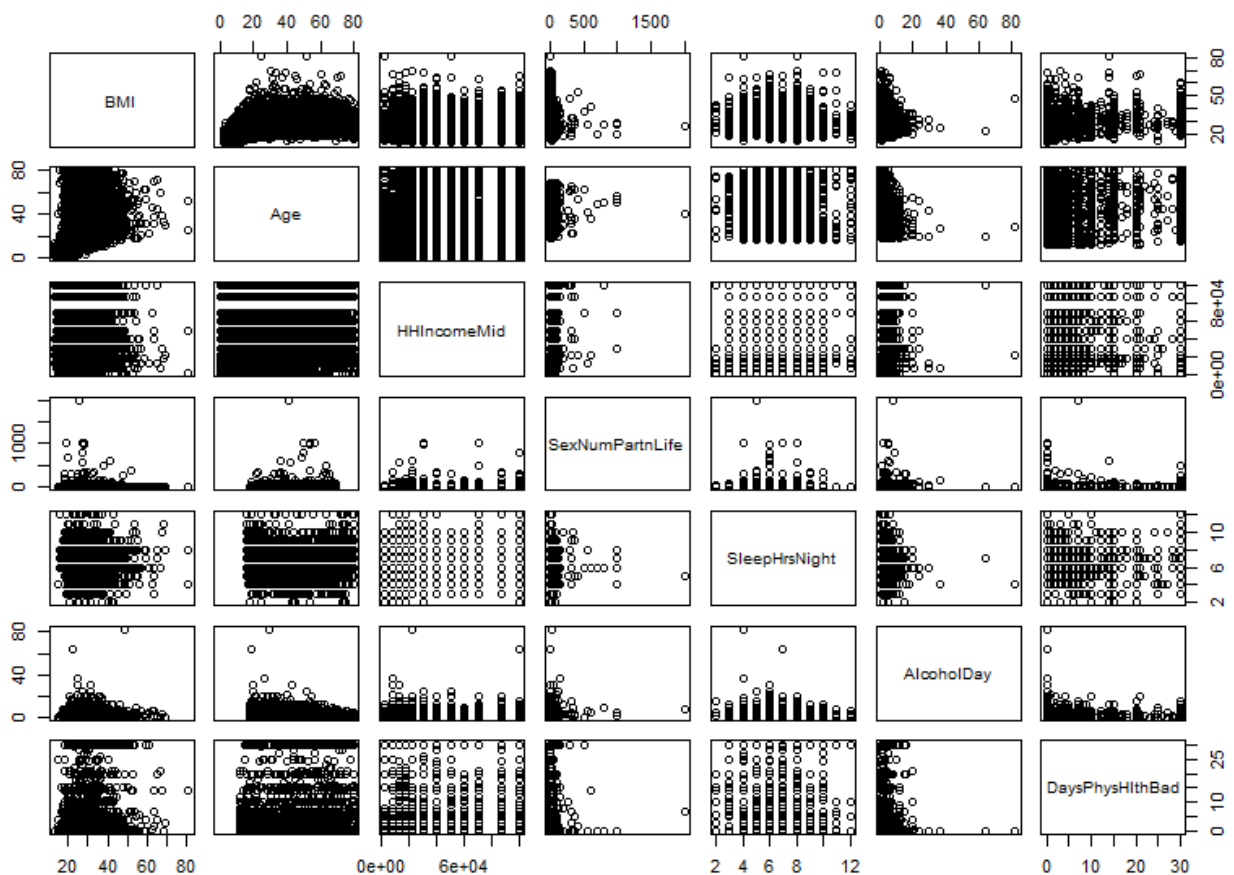 0 20 40 60 80 0 500 1500 0 20 40 60 80
BMI
20 50 80
0 40 80
Age
HHIncomeMid
0e+00 8e+04
0 1000
SexNumPartnLife
SleepHrsNight
2 6 10
0 40 80
AlcoholDay
DaysPhysHlthBad
0 10 25
20 40 60 80 0e+00 6e+04 2 4 6 8 12 0 10 20 30